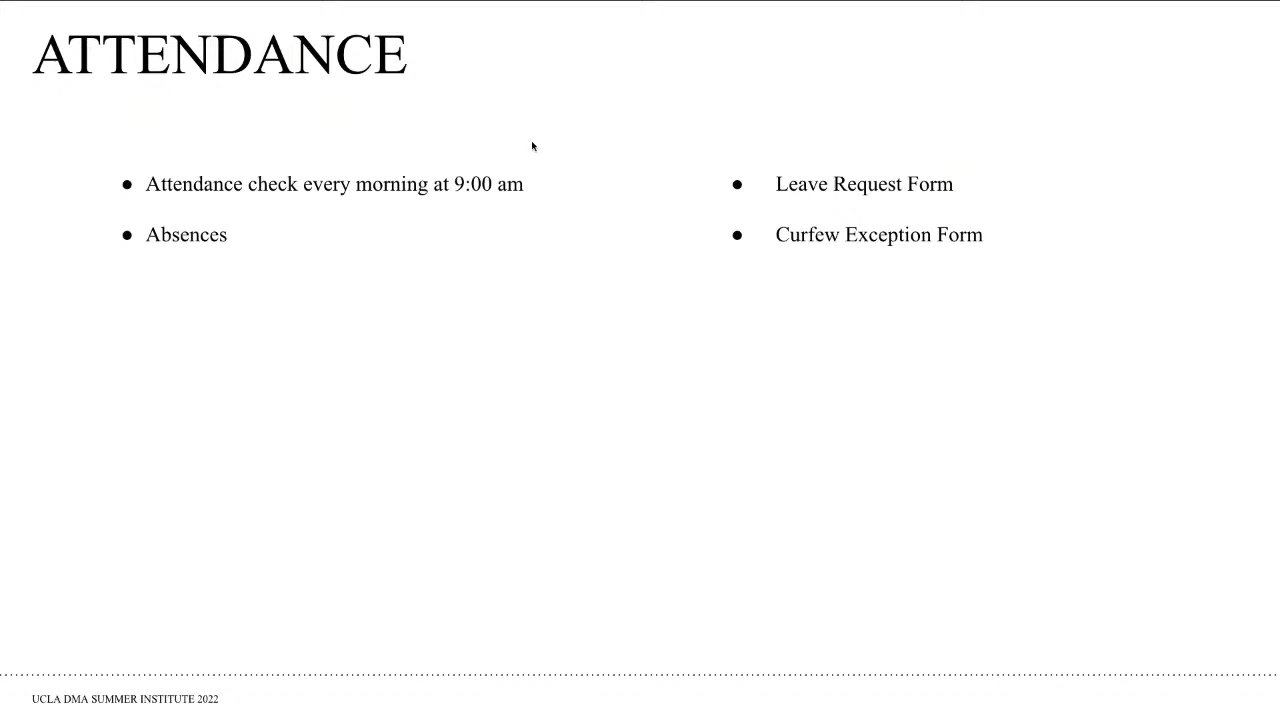 ATTENDANCE
● Attendance check every morning at 9:00 am
● Absences
● Leave Request Form
● Curfew Exception Form
UCLA DMA SUMMER INSTITUTE 2022